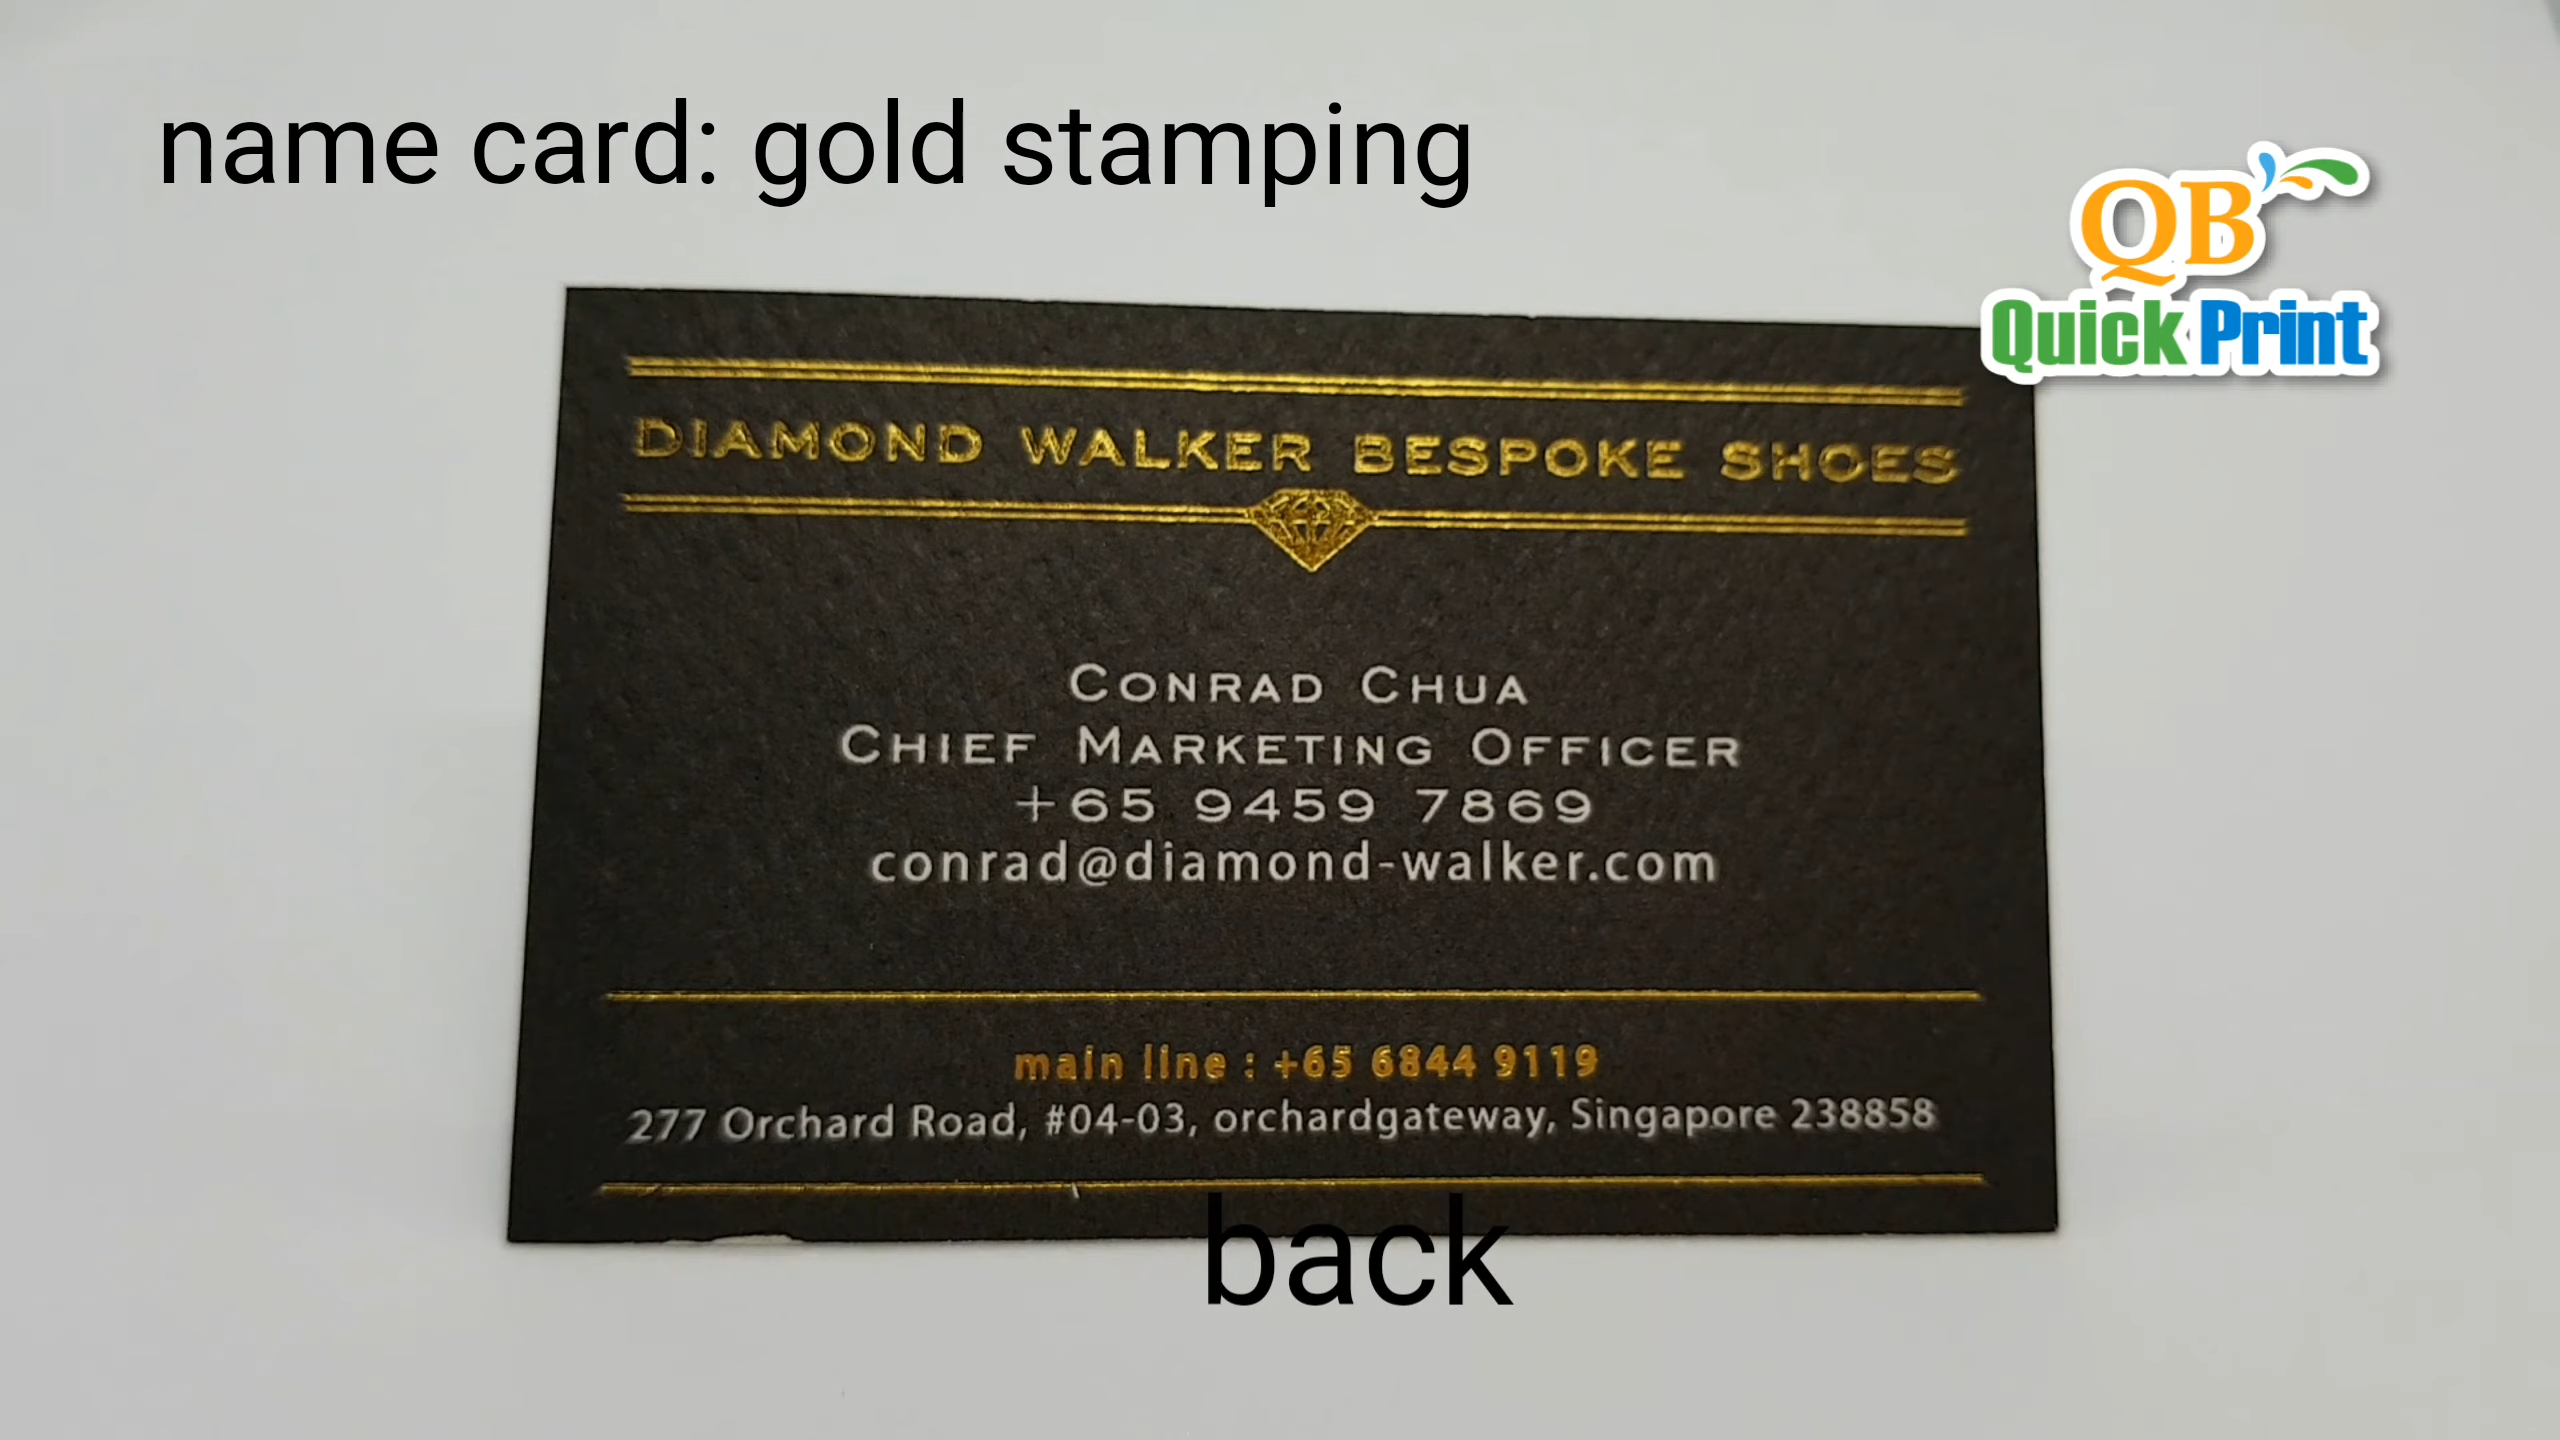 name card: gold stamping
QB
Quick Print
DIAMOND WALKER BESPOKE SHOES
CONRAD CHUA
CHIEF MARKETING OFFICER
+65 9459 7869
conrad@diamond-walker.com
main line : +65 6844 9119
277 Orchard Road, #04-03, orchardgateway, Singapore 238858
back